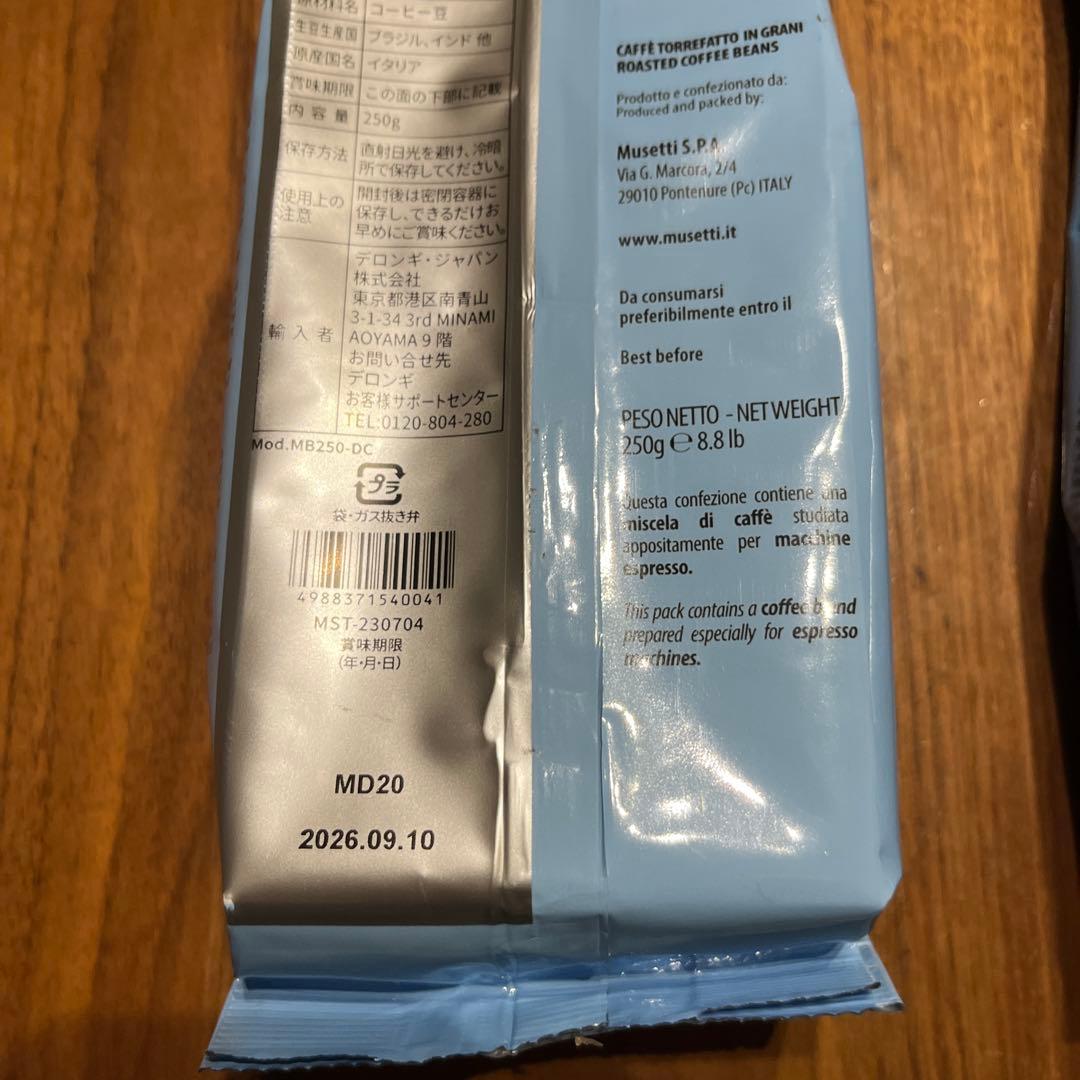 原材料名 コーヒー豆
生豆生産国 ブラジル、インド 他
原産国名 イタリア
賞味期限 この面の下部に記載
内容量 250g
保存方法 直射日光を避け、冷暗
所で保存してください。
使用上の
注意
開封後は密閉容器に
保存し、できるだけお
早めにご賞味ください。
輸入者
デロンギ・ジャパン
株式会社
東京都港区南青山
3-1-34 3rd MINAMI
AOYAMA 9 階
お問い合せ先
デロンギ
お客様サポートセンター
TEL:0120-804-280
Mod.MB250-DC
プラ
袋・ガス抜き弁
4988371540041
MST-230704
賞味期限
(年・月・日)
MD20
2026.09.10
CAFFÈ TORREFATTO IN GRANI
ROASTED COFFEE BEANS
Prodotto e confezionato da:
Produced and packed by:
Musetti S.P.A.
Via G. Marcora, 2/4
29010 Pontenure (Pc) ITALY
www.musetti.it
Da consumarsi
preferibilmente entro il
Best before
PESO NETTO - NET WEIGHT
250g ℮ 8.8 lb
Questa confezione contiene una
miscela di caffè studiata
appositamente per macchine
espresso.
This pack contains a coffee blend
prepared especially for espresso
machines.